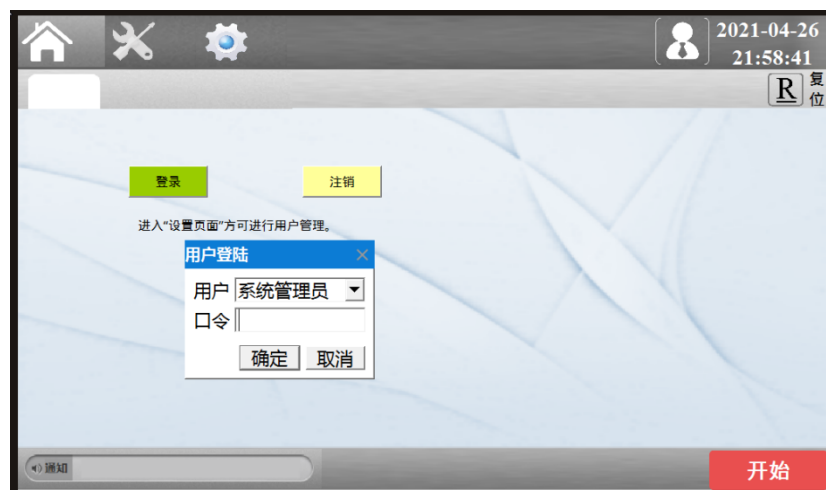 2021-04-26
21:58:41
R 复位
登录 注销
进入“设置页面”方可进行用户管理。
用户登陆
用户 系统管理员
口令
确定 取消
通知
开始